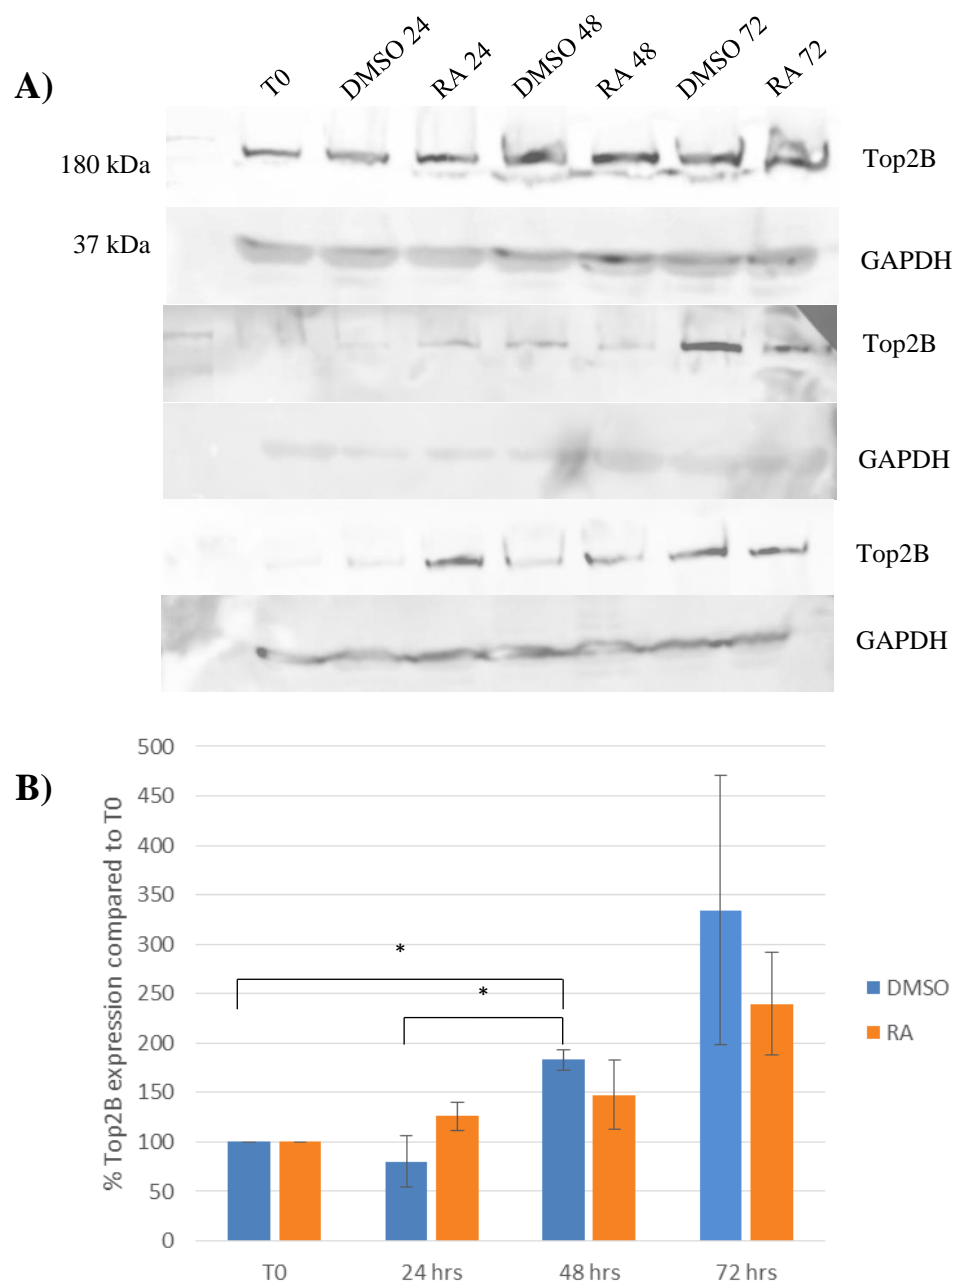 A)
T0
DMSO 24
RA 24
DMSO 48
RA 48
DMSO 72
RA 72
180 kDa
Top2B
37 kDa
GAPDH
Top2B
GAPDH
Top2B
GAPDH
B)
% Top2B expression compared to T0
500
450
400
350
300
250
200
150
100
50
0
*
*
T0
24 hrs
48 hrs
72 hrs
DMSO
RA